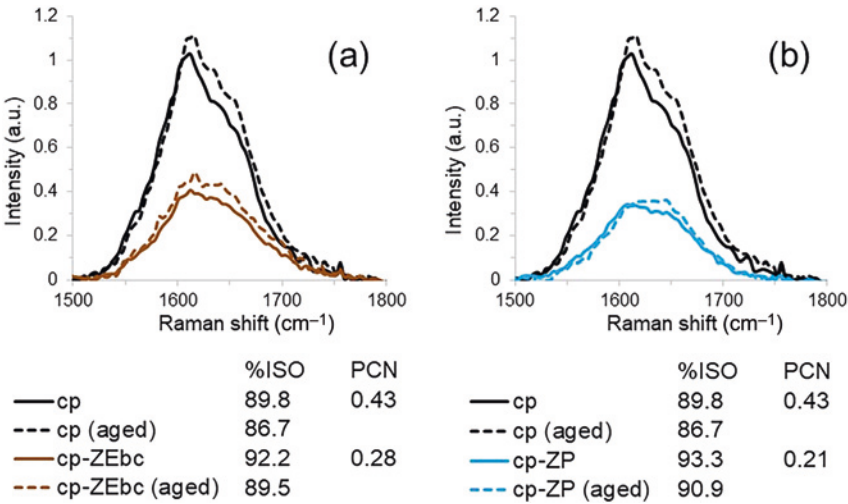 (a)
Intensity (a.u.)
1.2
1
0.8
0.6
0.4
0.2
0
1500 1600 1700 1800
Raman shift (cm⁻¹)
%ISO PCN
cp 89.8 0.43
cp (aged) 86.7
cp-ZEbc 92.2 0.28
cp-ZEbc (aged) 89.5
(b)
Intensity (a.u.)
1.2
1
0.8
0.6
0.4
0.2
0
1500 1600 1700 1800
Raman shift (cm⁻¹)
%ISO PCN
cp 89.8 0.43
cp (aged) 86.7
cp-ZP 93.3 0.21
cp-ZP (aged) 90.9